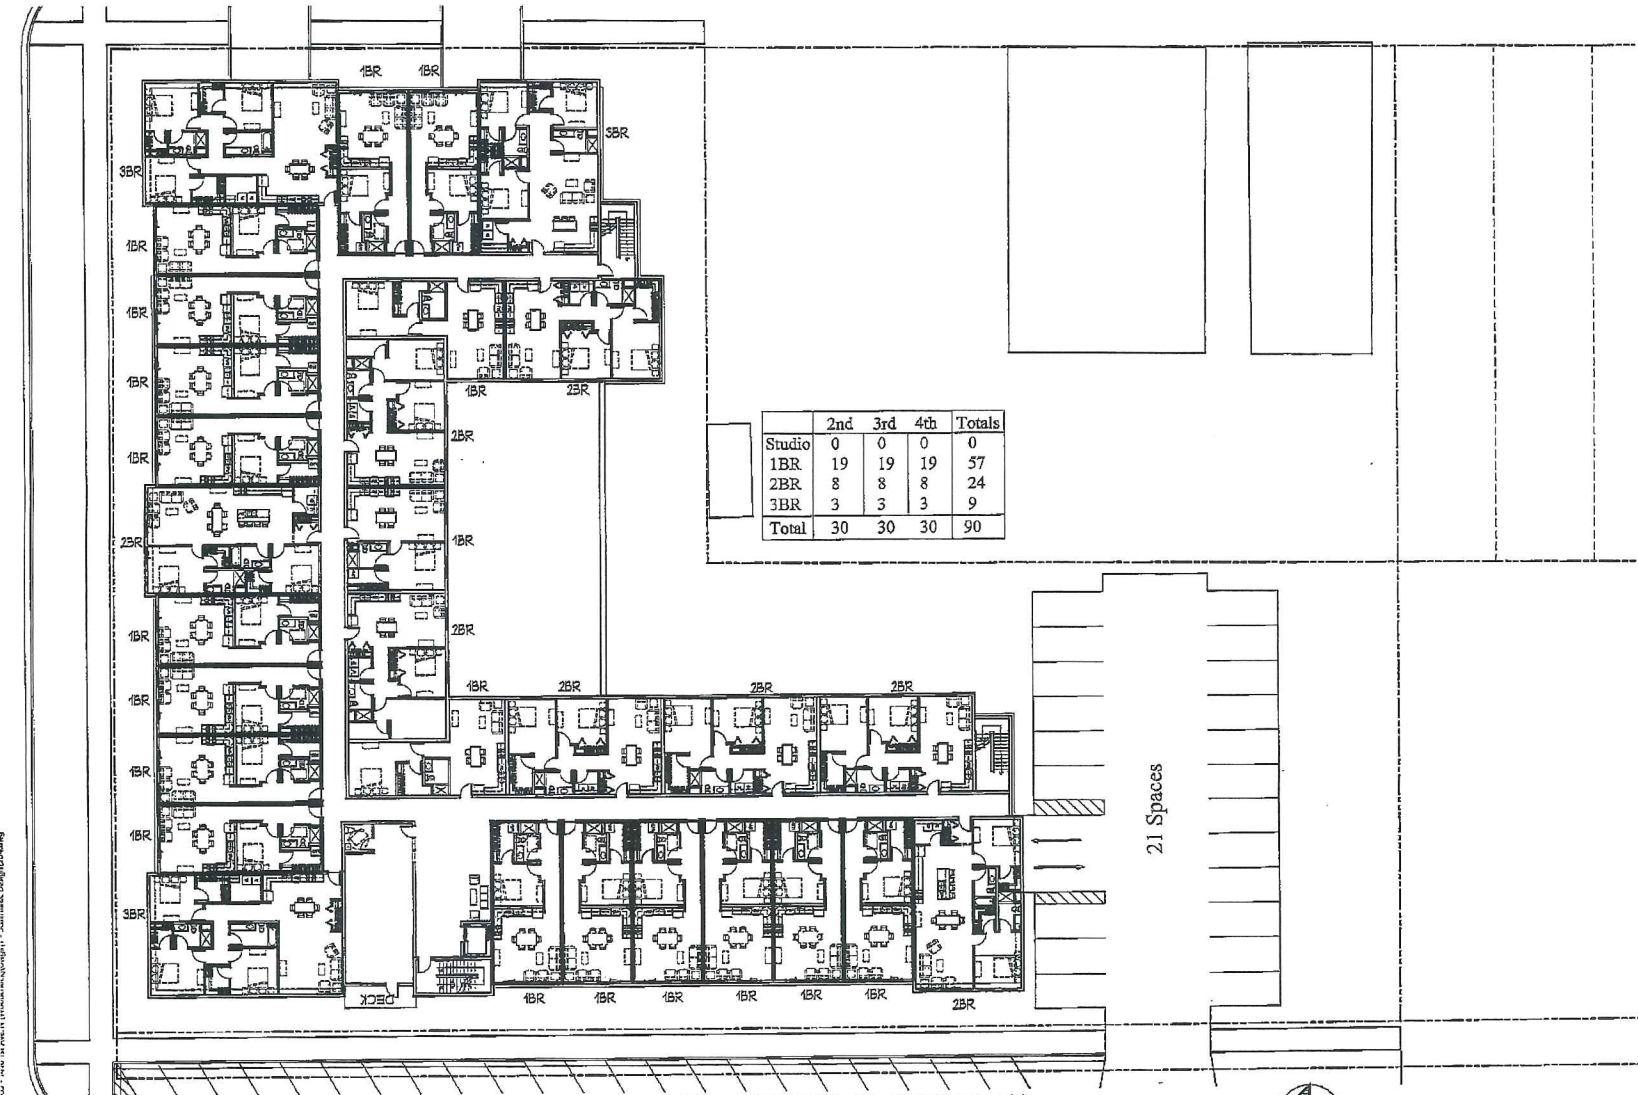 1BR 1BR
3BR
3BR
1BR
1BR
1BR
1BR
2BR
1BR
1BR
1BR
1BR
3BR
1BR 2BR
2BR
1BR
2BR
1BR 2BR 2BR 2BR
2nd 3rd 4th Totals
Studio 0 0 0 0
1BR 19 19 19 57
2BR 8 8 8 24
3BR 3 3 3 9
Total 30 30 30 90
21 Spaces
DECK
1BR 1BR 1BR 1BR 1BR 1BR 2BR